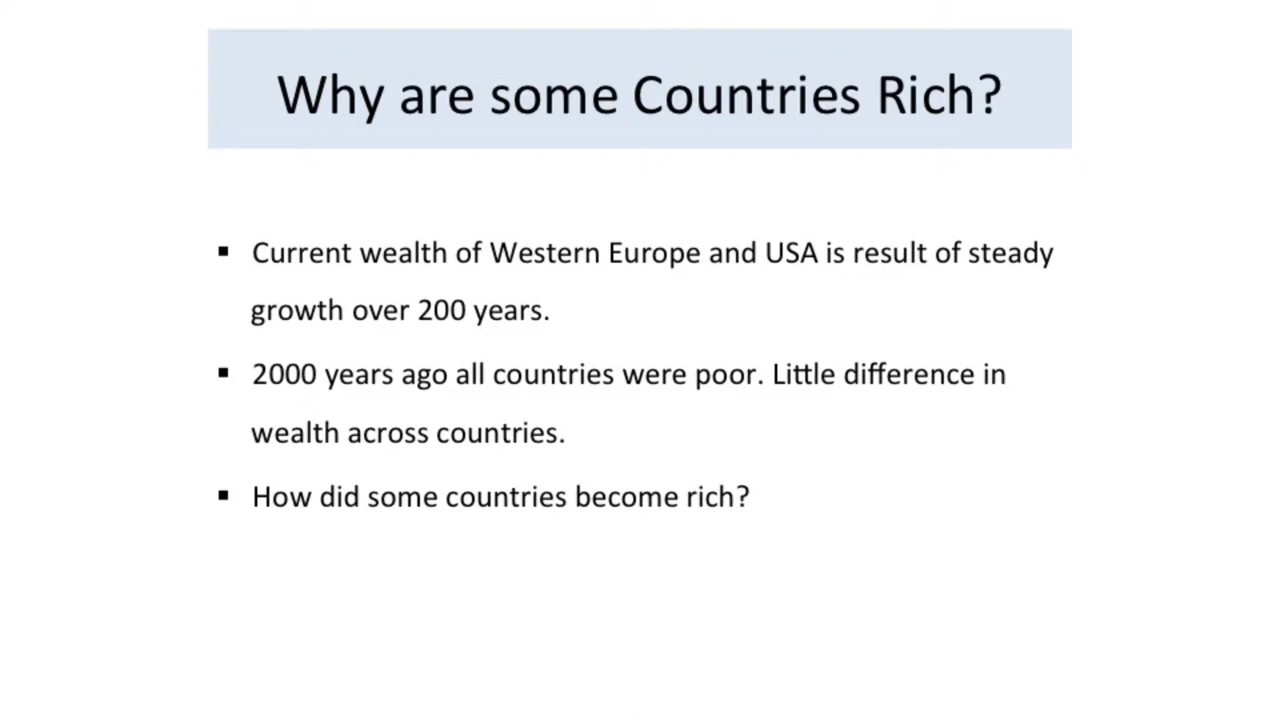 Why are some Countries Rich?
▪ Current wealth of Western Europe and USA is result of steady
growth over 200 years.
▪ 2000 years ago all countries were poor. Little difference in
wealth across countries.
▪ How did some countries become rich?